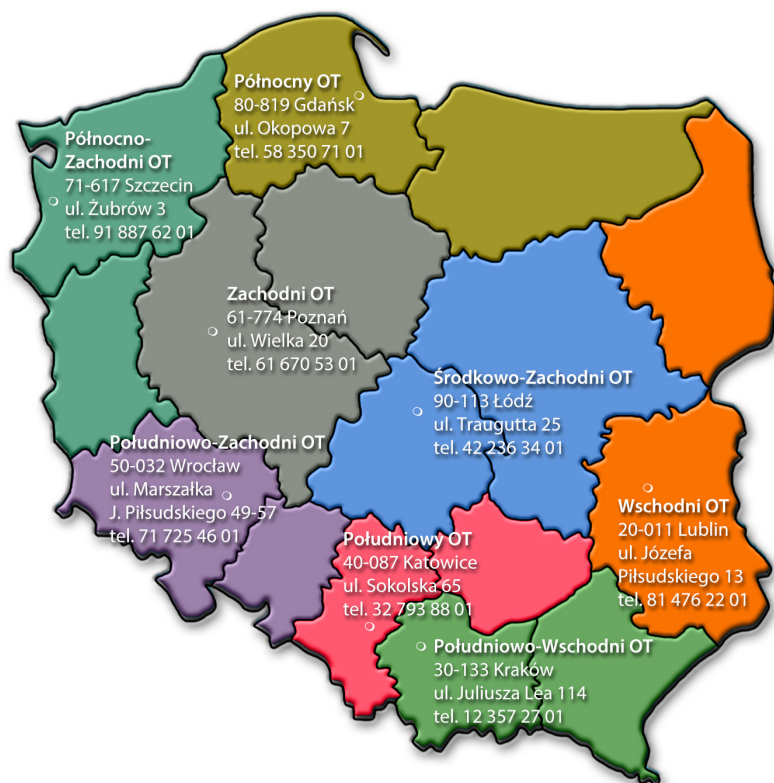 Północny OT
80-819 Gdańsk
ul. Okopowa 7
tel. 58 350 71 01
Północno-
Zachodni OT
71-617 Szczecin
ul. Żubrów 3
tel. 91 887 62 01
Zachodni OT
61-774 Poznań
ul. Wielka 20
tel. 61 670 53 01
Środkowo-Zachodni OT
90-113 Łódź
ul. Traugutta 25
tel. 42 236 34 01
Południowo-Zachodni OT
50-032 Wrocław
ul. Marszałka
J. Piłsudskiego 49-57
tel. 71 725 46 01
Wschodni OT
20-011 Lublin
ul. Józefa
Piłsudskiego 13
tel. 81 476 22 01
Południowy OT
40-087 Katowice
ul. Sokolska 65
tel. 32 793 88 01
Południowo-Wschodni OT
30-133 Kraków
ul. Juliusza Lea 114
tel. 12 357 27 01